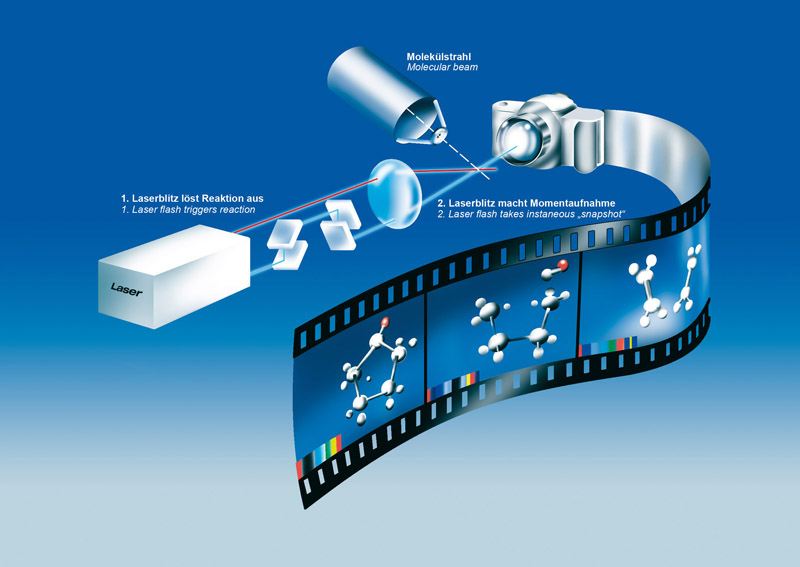 Molekülstrahl
Molecular beam
1. Laserblitz löst Reaktion aus
1. Laser flash triggers reaction
2. Laserblitz macht Momentaufnahme
2. Laser flash takes instaneous „snapshot“
Laser